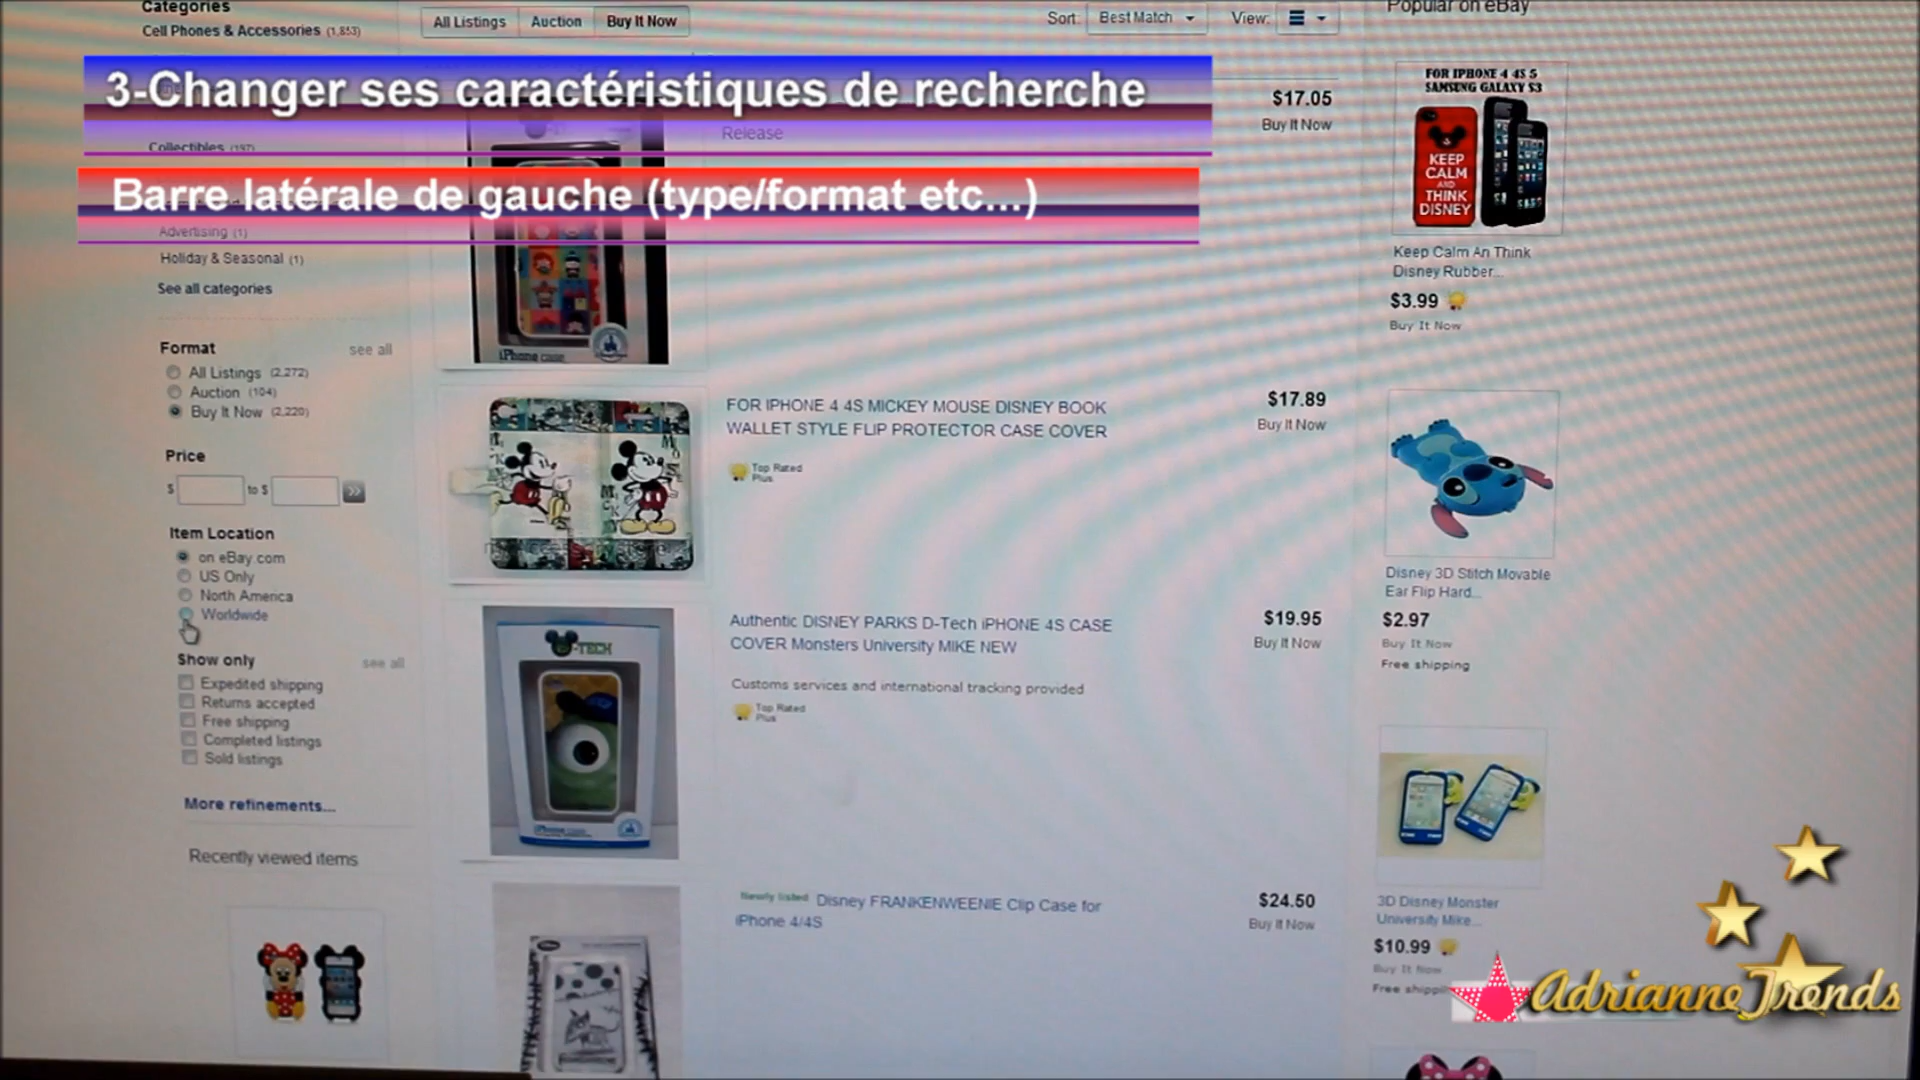 Categories
Cell Phones & Accessories (1,853)
All Listings
Auction
Buy It Now
Sort:
Best Match
View:
Popular on eBay
3-Changer ses caractéristiques de recherche
Collectibles (197)
Release
$17.05
Buy It Now
Barre latérale de gauche (type/format etc...)
Advertising (1)
Holiday & Seasonal (1)
See all categories
iPhone case
FOR IPHONE 4 4S 5
SAMSUNG GALAXY S3
KEEP
CALM
AND
THINK
DISNEY
Keep Calm An Think
Disney Rubber...
$3.99
Buy It Now
Format
see all
All Listings (2,272)
Auction (104)
Buy It Now (2,220)
Price
$ to $
Item Location
on eBay.com
US Only
North America
Worldwide
Show only
see all
Expedited shipping
Returns accepted
Free shipping
Completed listings
Sold listings
More refinements...
Recently viewed items
FOR IPHONE 4 4S MICKEY MOUSE DISNEY BOOK
WALLET STYLE FLIP PROTECTOR CASE COVER
Top Rated
Plus
$17.89
Buy It Now
D-TECH
Authentic DISNEY PARKS D-Tech iPHONE 4S CASE
COVER Monsters University MIKE NEW
Customs services and international tracking provided
Top Rated
Plus
$19.95
Buy It Now
iPhone case
Newly listed Disney FRANKENWEENIE Clip Case for
iPhone 4/4S
$24.50
Buy It Now
Disney 3D Stitch Movable
Ear Flip Hard...
$2.97
Buy It Now
Free shipping
3D Disney Monster
University Mike...
$10.99
Buy It Now
Free
AdrianneTrends